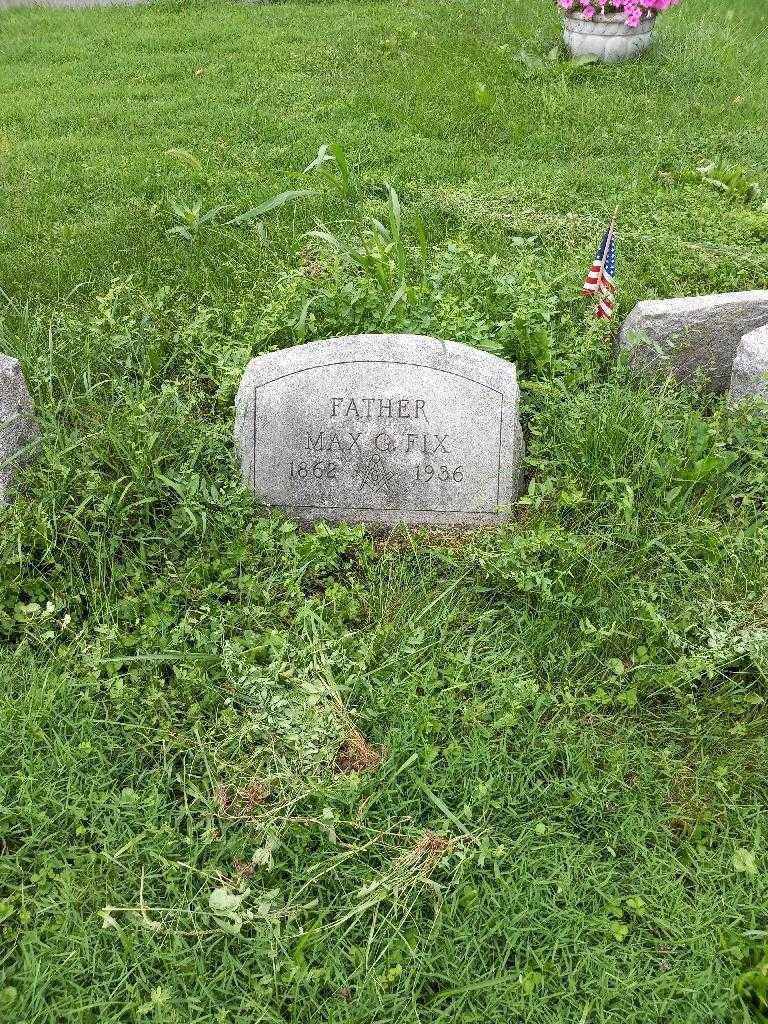 FATHER
MAX G. FIX
1862 1936